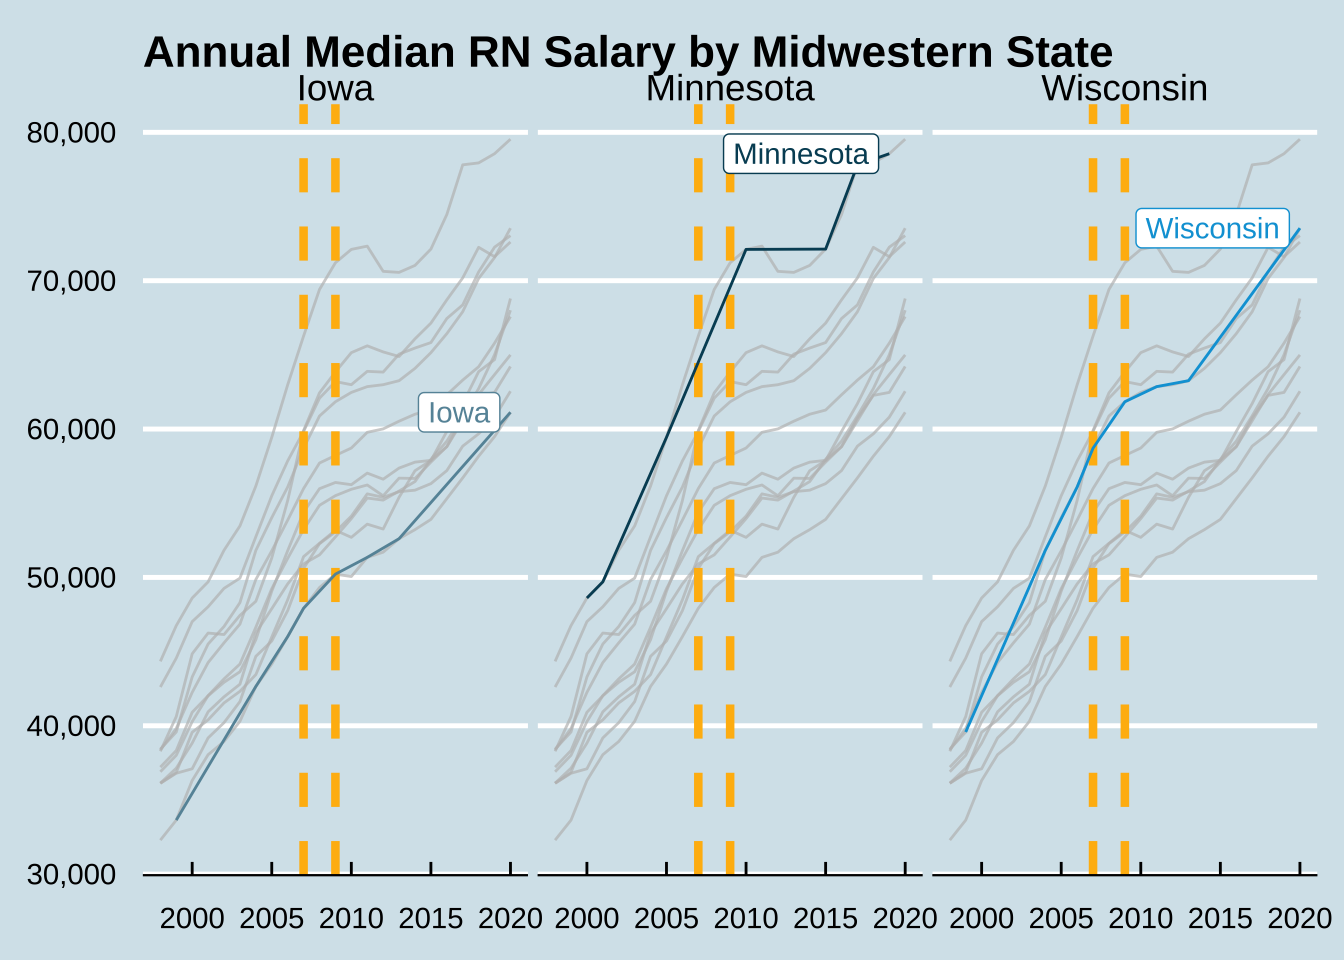 Annual Median RN Salary by Midwestern State
Iowa Minnesota Wisconsin
80,000
Minnesota
Wisconsin
70,000
Iowa
60,000
50,000
40,000
30,000
2000 2005 2010 2015 2020 2000 2005 2010 2015 2020 2000 2005 2010 2015 2020